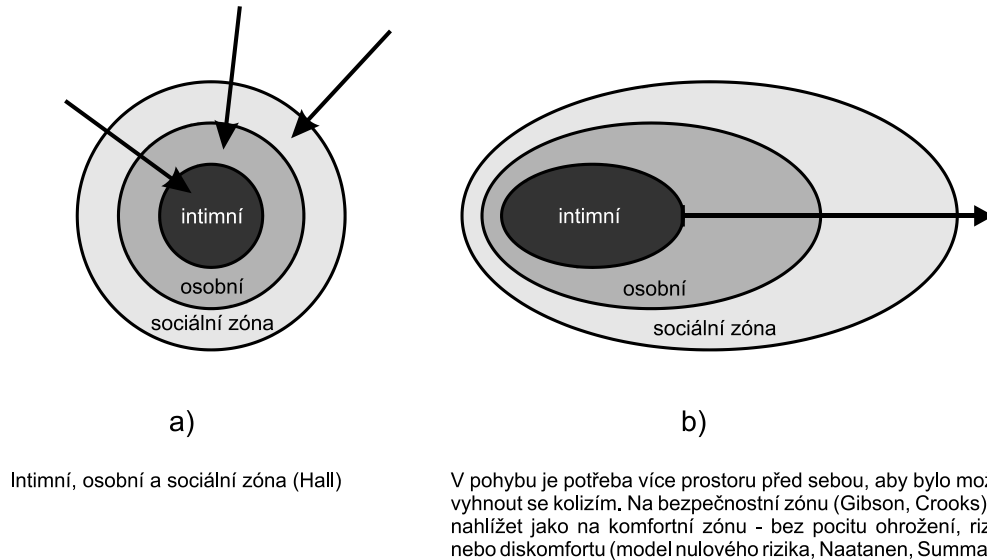 intimní
osobní
sociální zóna
intimní
osobní
sociální zóna
a)
b)
Intimní, osobní a sociální zóna (Hall)
V pohybu je potřeba více prostoru před sebou, aby bylo
vyhnout se kolizím. Na bezpečnostní zónu (Gibson, Crooks)
nahlížet jako na komfortní zónu - bez pocitu ohrožení,
nebo diskomfortu (model nulového rizika, Naatanen, Summa